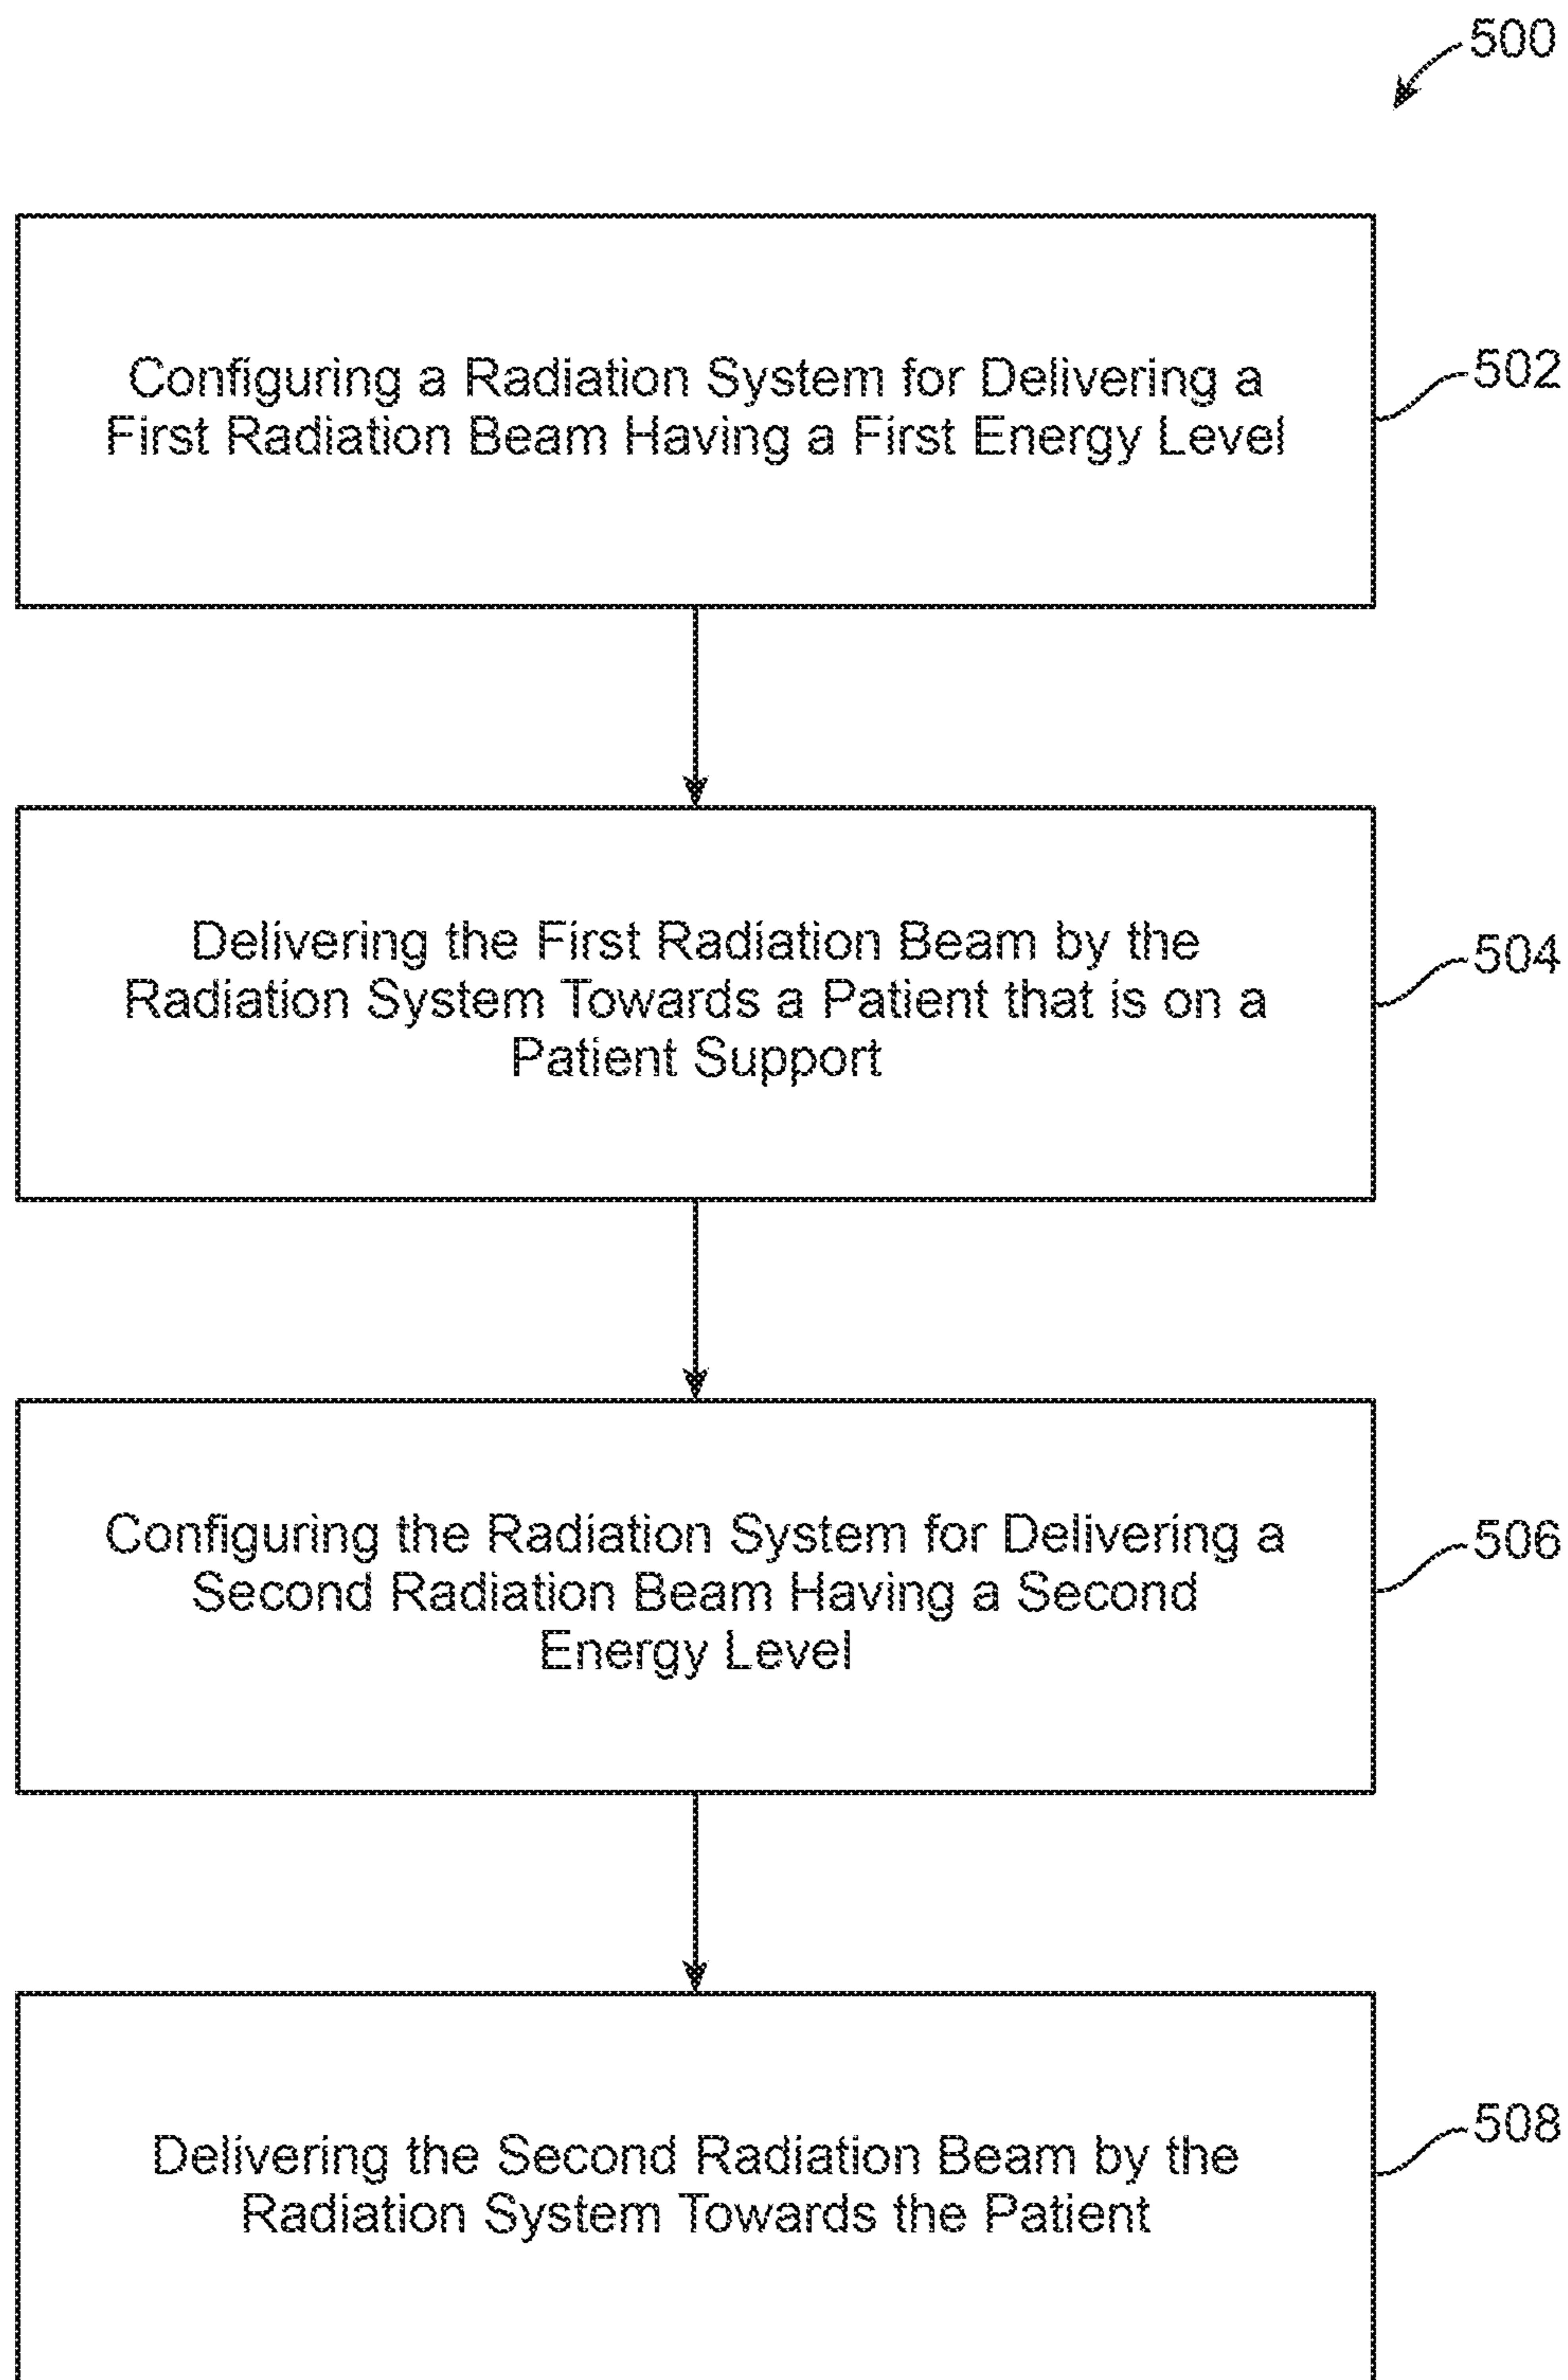 500
Configuring a Radiation System for Delivering a
First Radiation Beam Having a First Energy Level
502
Delivering the First Radiation Beam by the
Radiation System Towards a Patient that is on a
Patient Support
504
Configuring the Radiation System for Delivering a
Second Radiation Beam Having a Second
Energy Level
506
Delivering the Second Radiation Beam by the
Radiation System Towards the Patient
508